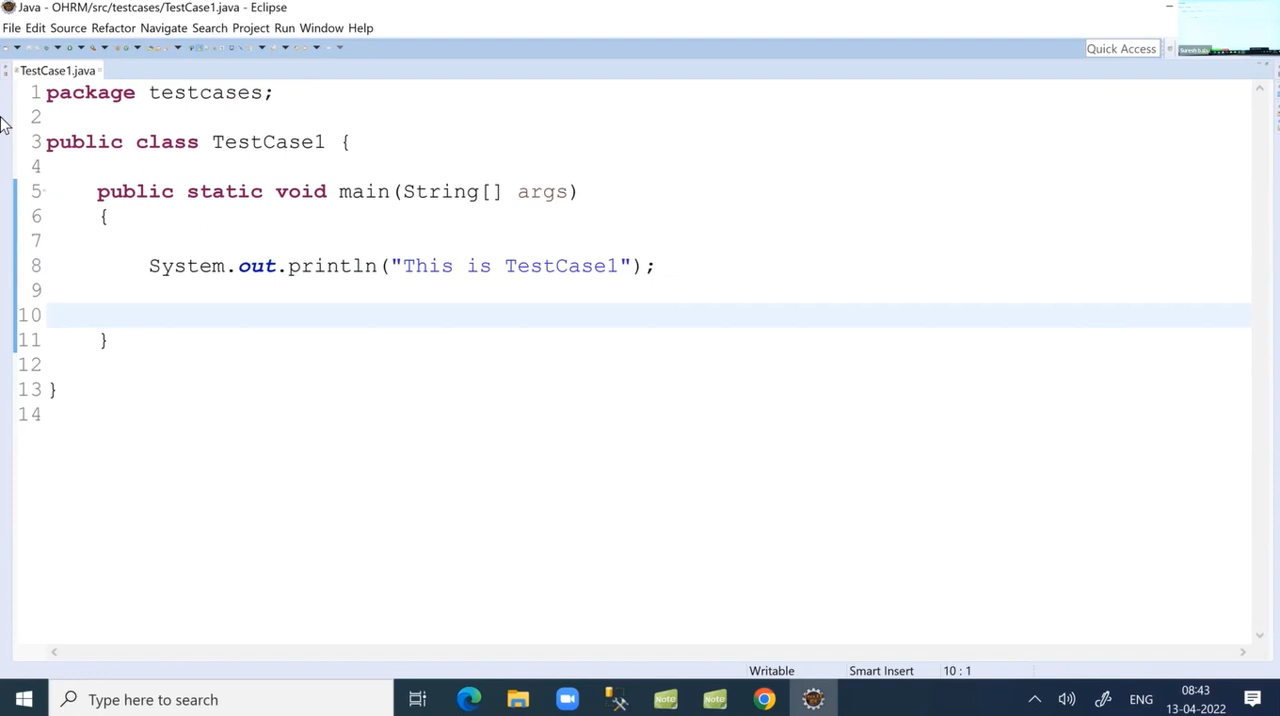 Java - OHRM/src/testcases/TestCase1.java - Eclipse
File Edit Source Refactor Navigate Search Project Run Window Help
Quick Access
TestCase1.java
1 package testcases;
2
3 public class TestCase1 {
4
5 public static void main(String[] args)
6 {
7
8 System.out.println("This is TestCase1");
9
10
11 }
12
13 }
14
Writable Smart Insert 10 : 1
Type here to search
Note
Note
ENG
08:43
13-04-2022